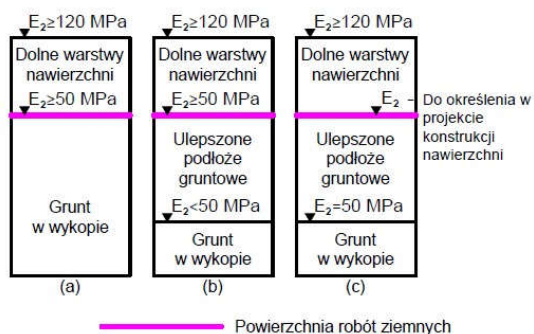 E₂≥120 MPa
Dolne warstwy
nawierzchni
E₂≥50 MPa
Grunt
w wykopie
(a)
E₂≥120 MPa
Dolne warstwy
nawierzchni
E₂≥50 MPa
Ulepszone
podłoże
gruntowe
E₂<50 MPa
Grunt
w wykopie
(b)
E₂≥120 MPa
Dolne warstwy
nawierzchni
E₂ - Do określenia w
projekcie
konstrukcji
nawierzchni
Ulepszone
podłoże
gruntowe
E₂=50 MPa
Grunt
w wykopie
(c)
Powierzchnia robót ziemnych